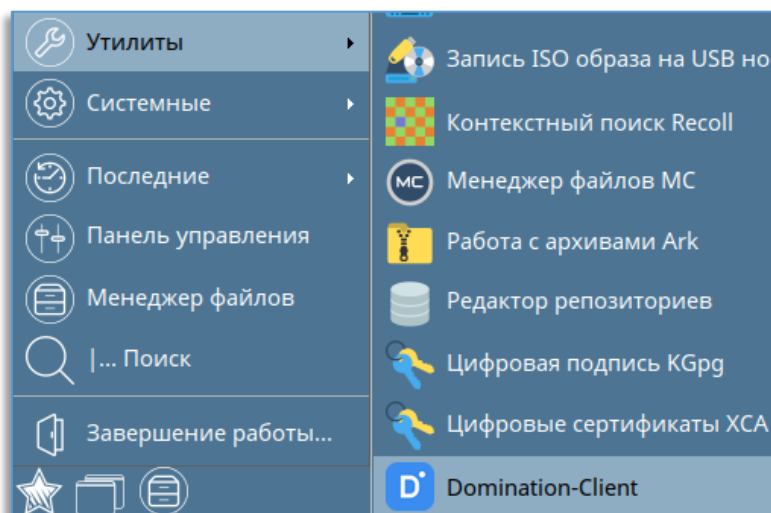 Утилиты
Системные
Последние
Панель управления
Менеджер файлов
|... Поиск
Завершение работы...
Запись ISO образа на USB но
Контекстный поиск Recoll
MC
Менеджер файлов MC
Работа с архивами Ark
Редактор репозиториев
Цифровая подпись KGpg
Цифровые сертификаты XCA
D
Domination-Client